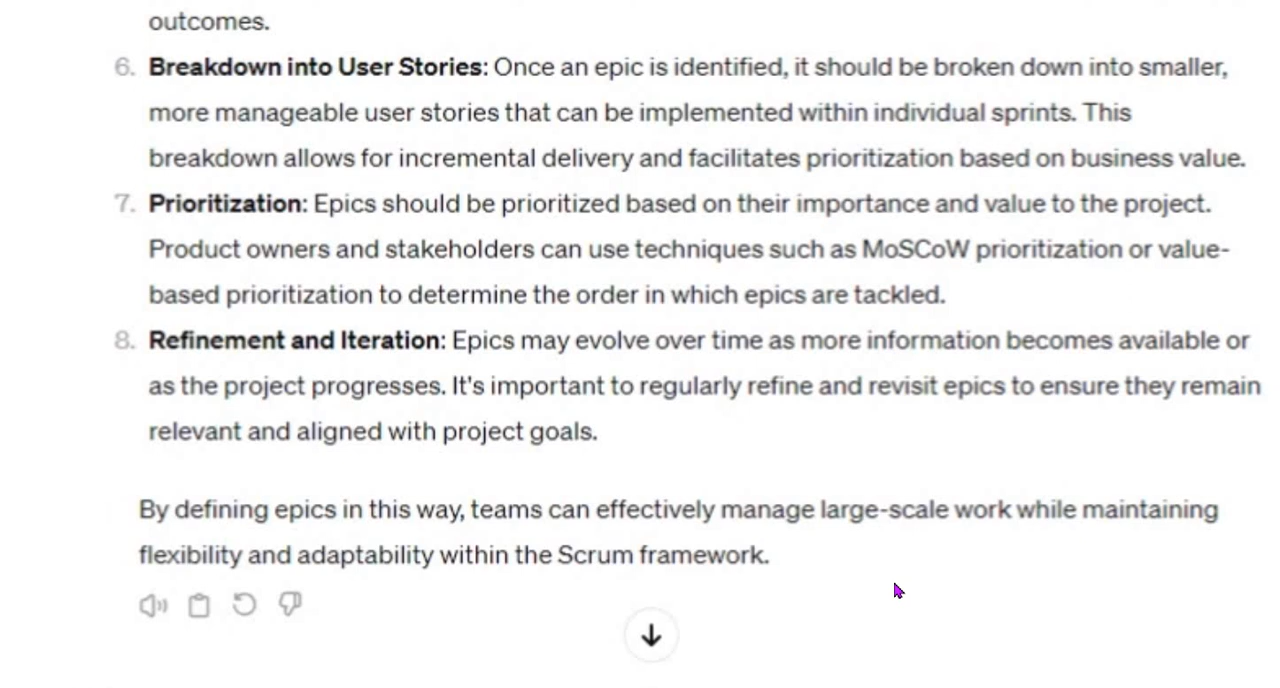 outcomes.
6. Breakdown into User Stories: Once an epic is identified, it should be broken down into smaller,
more manageable user stories that can be implemented within individual sprints. This
breakdown allows for incremental delivery and facilitates prioritization based on business value.
7. Prioritization: Epics should be prioritized based on their importance and value to the project.
Product owners and stakeholders can use techniques such as MoSCoW prioritization or value-
based prioritization to determine the order in which epics are tackled.
8. Refinement and Iteration: Epics may evolve over time as more information becomes available or
as the project progresses. It's important to regularly refine and revisit epics to ensure they remain
relevant and aligned with project goals.
By defining epics in this way, teams can effectively manage large-scale work while maintaining
flexibility and adaptability within the Scrum framework.